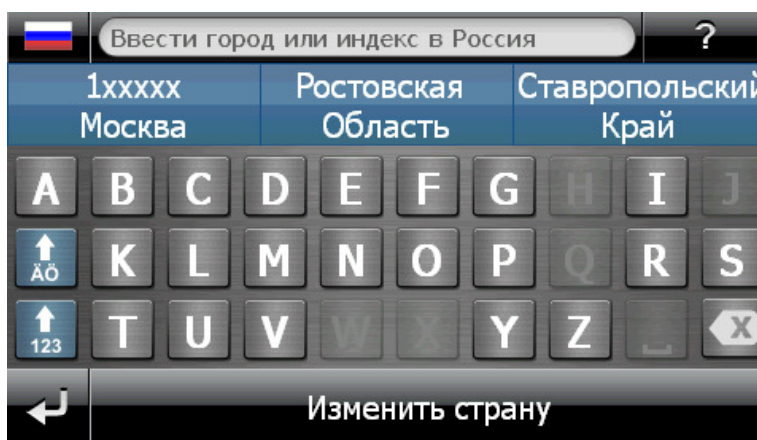 Ввести город или индекс в Россия
?
1xxxxx
Москва
Ростовская
Область
Ставропольский
Край
A B C D E F G H I J
ÄÖ K L M N O P Q R S
123 T U V W X Y Z X
Изменить страну